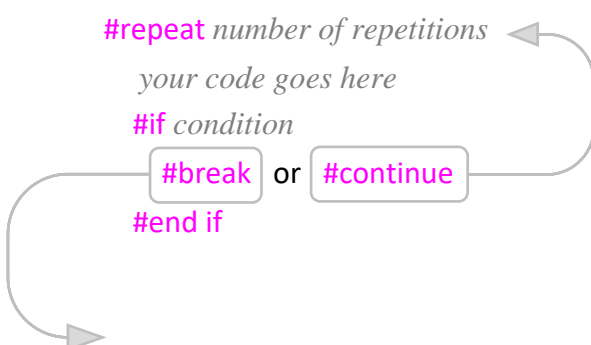 #repeat number of repetitions
your code goes here
#if condition
#break or #continue
#end if